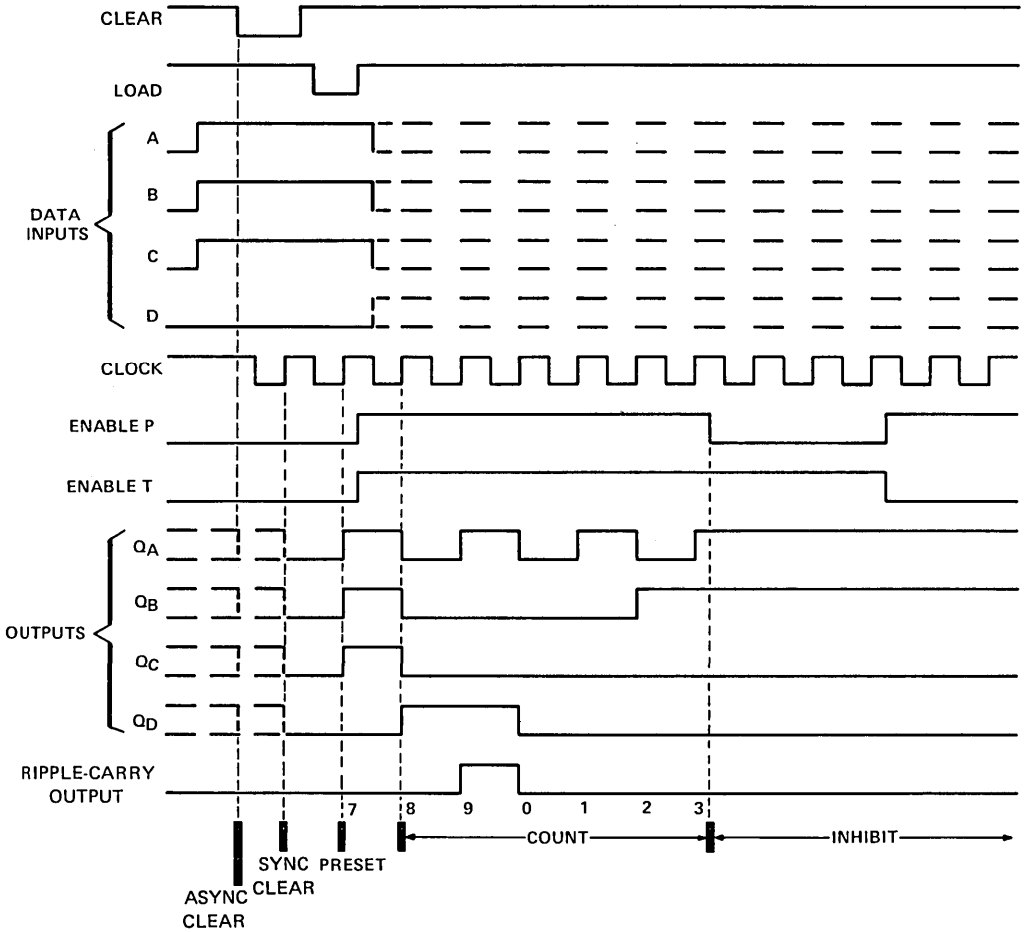 CLEAR
LOAD
A
B
DATA
INPUTS
C
D
CLOCK
ENABLE P
ENABLE T
QA
QB
OUTPUTS
QC
QD
RIPPLE-CARRY
OUTPUT
7 8 9 0 1 2 3
COUNT INHIBIT
SYNC PRESET
CLEAR
ASYNC
CLEAR